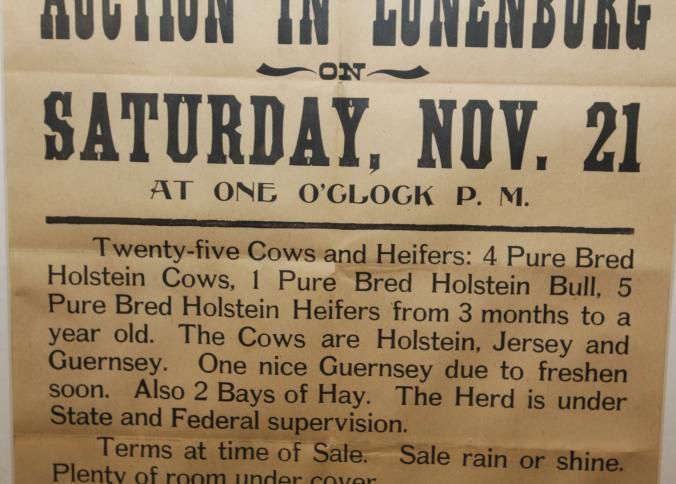 AUCTION IN LUNENBURG
ON
SATURDAY, NOV. 21
AT ONE O'CLOCK P. M.
Twenty-five Cows and Heifers: 4 Pure Bred
Holstein Cows, 1 Pure Bred Holstein Bull, 5
Pure Bred Holstein Heifers from 3 months to a
year old. The Cows are Holstein, Jersey and
Guernsey. One nice Guernsey due to freshen
soon. Also 2 Bays of Hay. The Herd is under
State and Federal supervision.
Terms at time of Sale. Sale rain or shine.
Plenty of room under cover